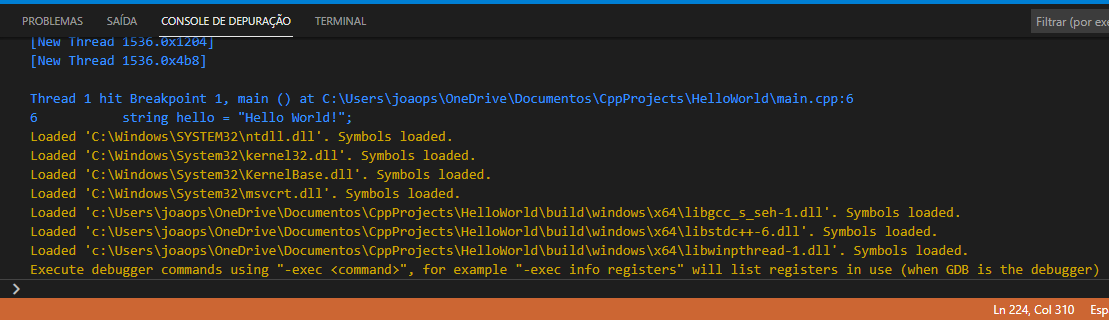 PROBLEMAS SAÍDA CONSOLE DE DEPURAÇÃO TERMINAL Filtrar (por exe
[New Thread 1536.0x1204]
[New Thread 1536.0x4b8]
Thread 1 hit Breakpoint 1, main () at C:\Users\joaops\OneDrive\Documentos\CppProjects\HelloWorld\main.cpp:6
6 string hello = "Hello World!";
Loaded 'C:\Windows\SYSTEM32\ntdll.dll'. Symbols loaded.
Loaded 'C:\Windows\System32\kernel32.dll'. Symbols loaded.
Loaded 'C:\Windows\System32\KernelBase.dll'. Symbols loaded.
Loaded 'C:\Windows\System32\msvcrt.dll'. Symbols loaded.
Loaded 'c:\Users\joaops\OneDrive\Documentos\CppProjects\HelloWorld\build\windows\x64\libgcc_s_seh-1.dll'. Symbols loaded.
Loaded 'c:\Users\joaops\OneDrive\Documentos\CppProjects\HelloWorld\build\windows\x64\libstdc++-6.dll'. Symbols loaded.
Loaded 'c:\Users\joaops\OneDrive\Documentos\CppProjects\HelloWorld\build\windows\x64\libwinpthread-1.dll'. Symbols loaded.
Execute debugger commands using "-exec <command>", for example "-exec info registers" will list registers in use (when GDB is the debugger)
Ln 224, Col 310 Esp